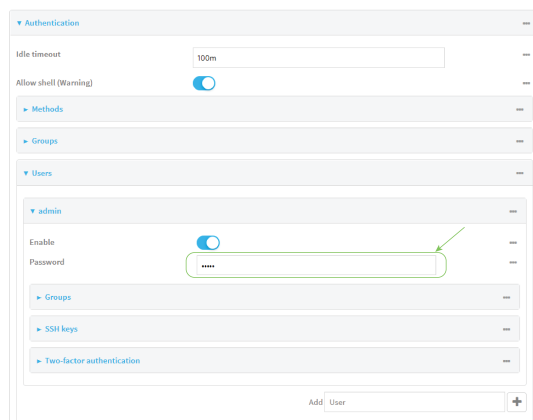 Authentication
Idle timeout
100m
Allow shell (Warning)
Methods
Groups
Users
admin
Enable
Password
•••••
Groups
SSH keys
Two-factor authentication
Add User